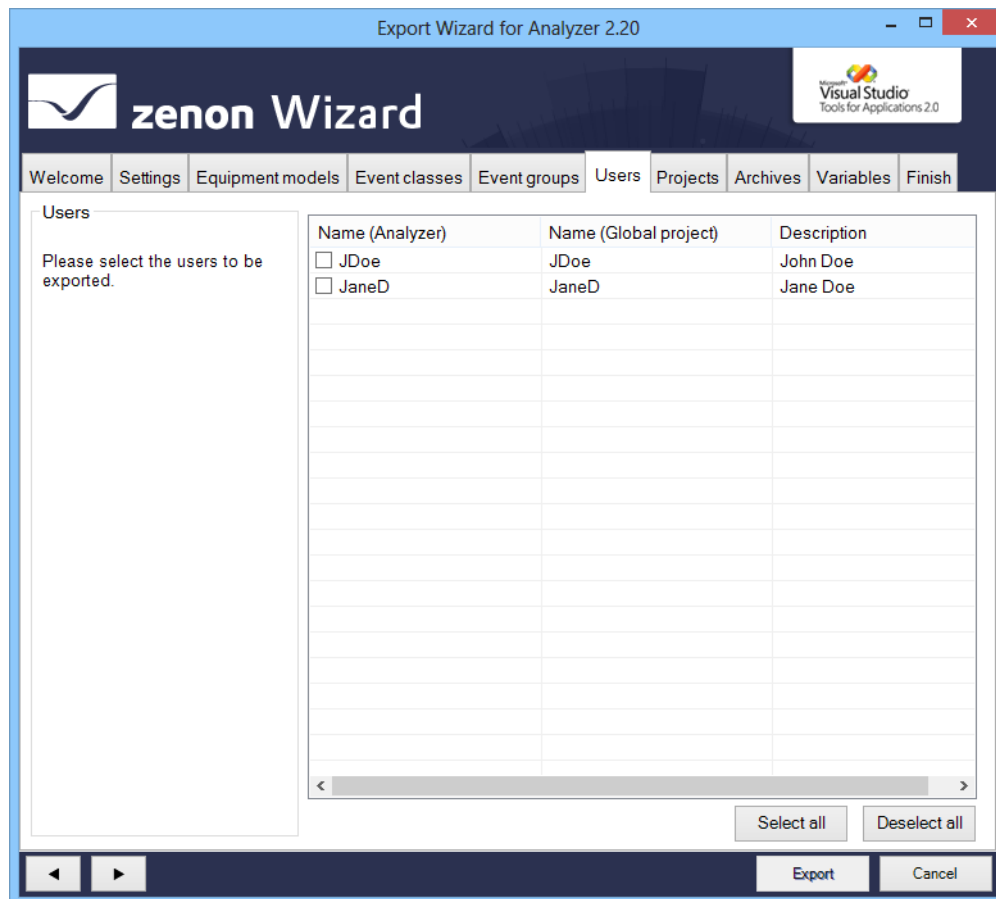 Export Wizard for Analyzer 2.20
zenon Wizard
Microsoft
Visual Studio
Tools for Applications 2.0
Welcome Settings Equipment models Event classes Event groups Users Projects Archives Variables Finish
Users
Please select the users to be
exported.
Name (Analyzer) Name (Global project) Description
JDoe JDoe John Doe
JaneD JaneD Jane Doe
Select all Deselect all
Export Cancel